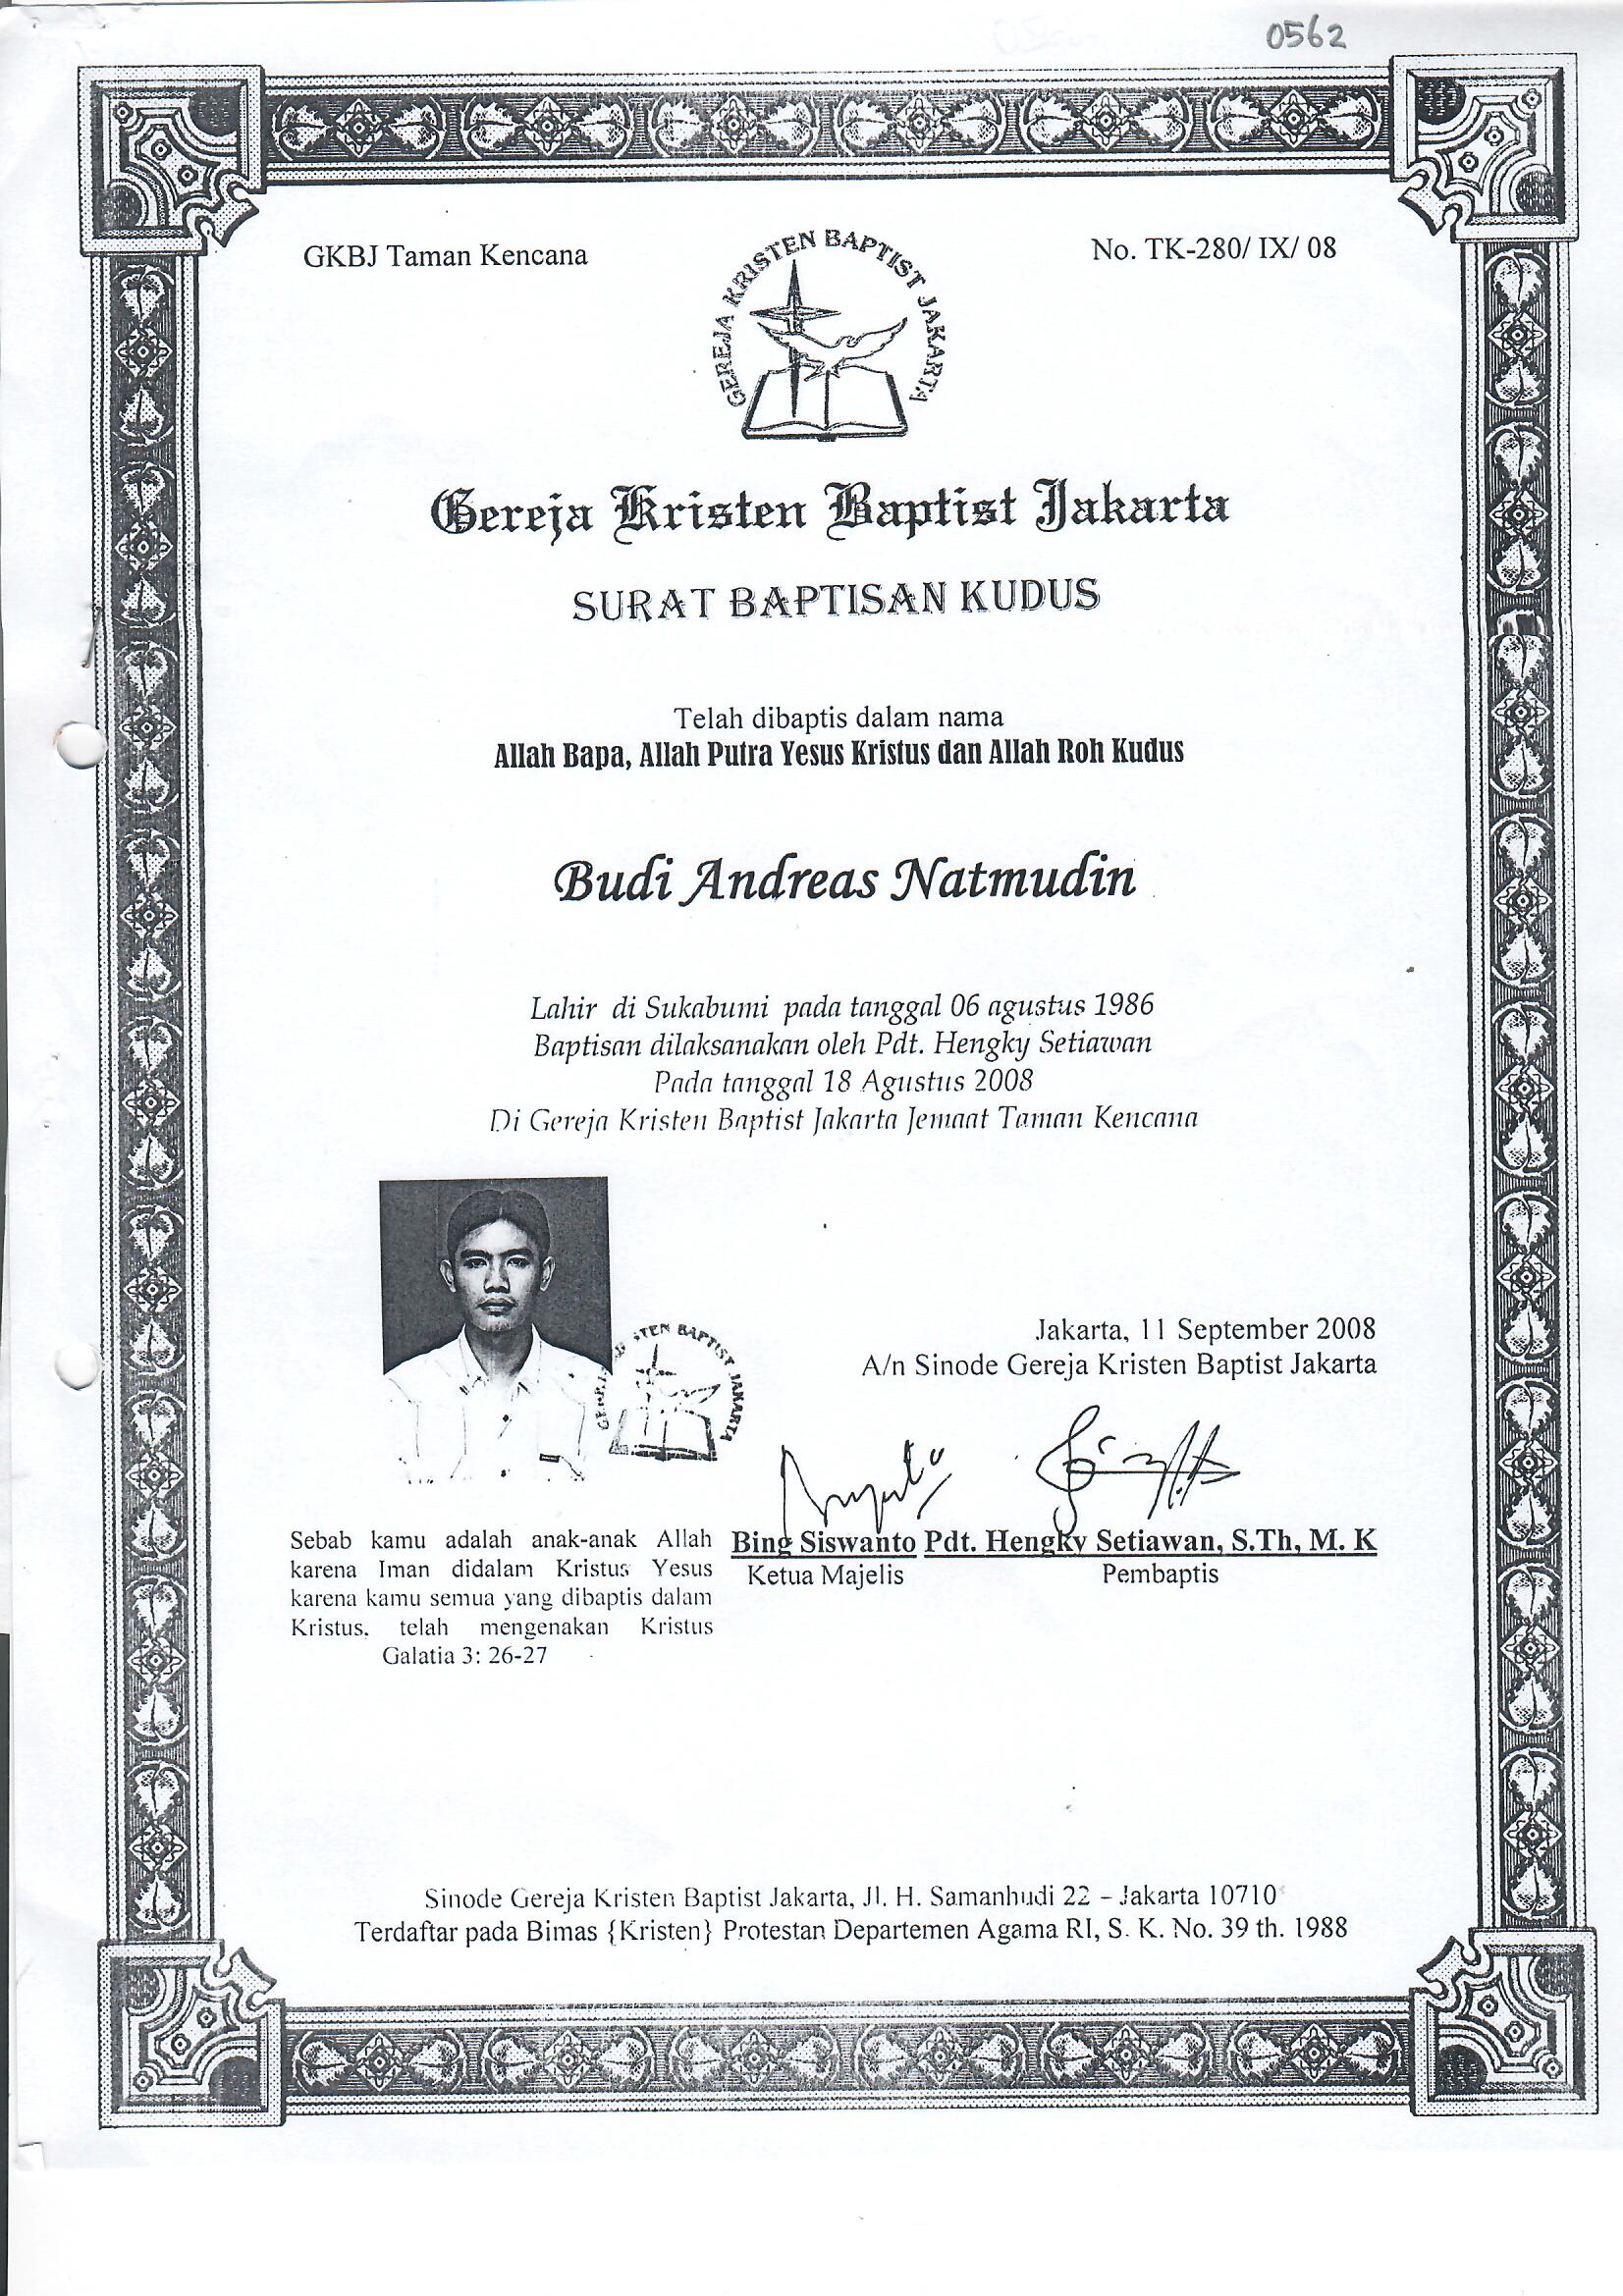 0562
GKBJ Taman Kencana
No. TK-280/ IX/ 08
GEREJA KRISTEN BAPTIST JAKARTA
Gereja Kristen Baptist Jakarta
SURAT BAPTISAN KUDUS
Telah dibaptis dalam nama
Allah Bapa, Allah Putra Yesus Kristus dan Allah Roh Kudus
Budi Andreas Natmudin
Lahir di Sukabumi pada tanggal 06 agustus 1986
Baptisan dilaksanakan oleh Pdt. Hengky Setiawan
Pada tanggal 18 Agustus 2008
Di Gereja Kristen Baptist Jakarta Jemaat Taman Kencana
BAPTIST JAKARTA
Jakarta, 11 September 2008
A/n Sinode Gereja Kristen Baptist Jakarta
Bing Siswanto Pdt. Hengky Setiawan, S.Th, M. K
Ketua Majelis Pembaptis
Sebab kamu adalah anak-anak Allah
karena Iman didalam Kristus Yesus
karena kamu semua yang dibaptis dalam
Kristus, telah mengenakan Kristus
Galatia 3: 26-27
Sinode Gereja Kristen Baptist Jakarta, Jl. H. Samanhudi 22 – Jakarta 10710
Terdaftar pada Bimas {Kristen} Protestan Departemen Agama RI, S. K. No. 39 th. 1988